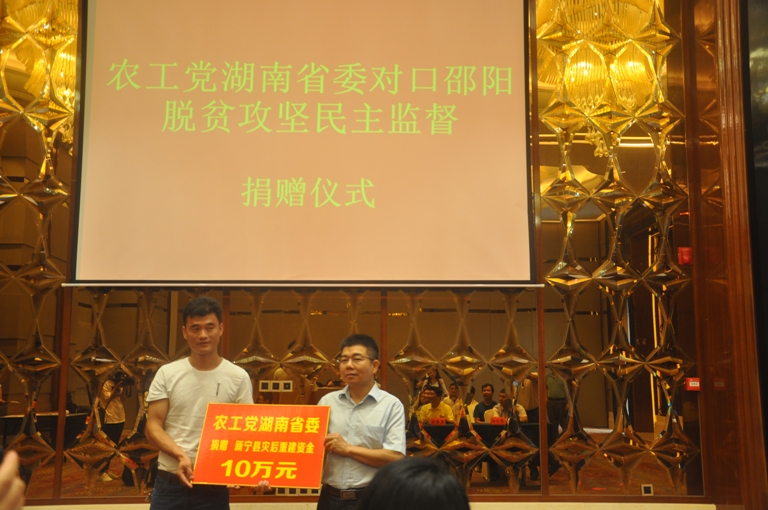 农工党湖南省委对口邵阳
脱贫攻坚民主监督
捐赠仪式
农工党湖南省委
捐赠 新宁县灾后重建资金
10万元